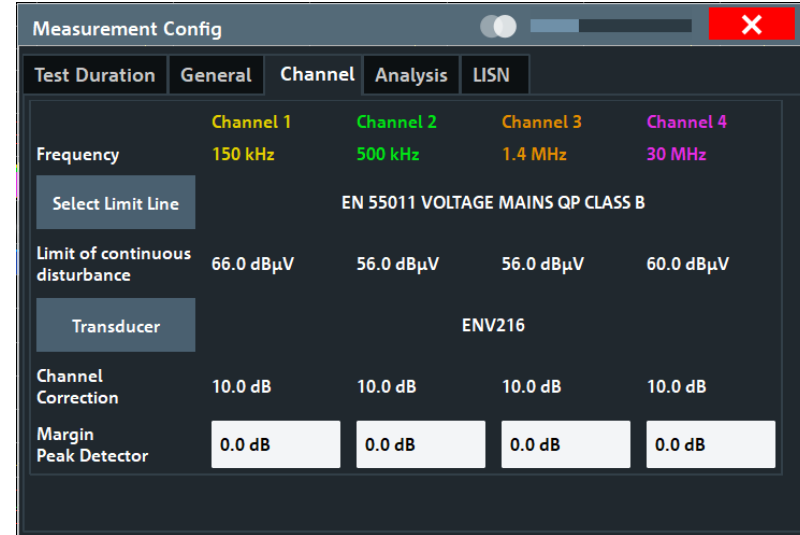 Measurement Config
Test Duration General Channel Analysis LISN
Channel 1 Channel 2 Channel 3 Channel 4
Frequency 150 kHz 500 kHz 1.4 MHz 30 MHz
Select Limit Line EN 55011 VOLTAGE MAINS QP CLASS B
Limit of continuous
disturbance 66.0 dBµV 56.0 dBµV 56.0 dBµV 60.0 dBµV
Transducer ENV216
Channel
Correction 10.0 dB 10.0 dB 10.0 dB 10.0 dB
Margin
Peak Detector 0.0 dB 0.0 dB 0.0 dB 0.0 dB